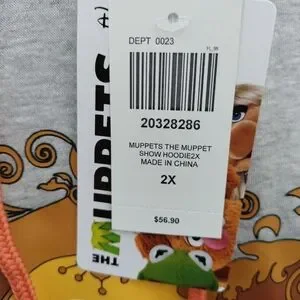 DEPT 0023
20328286
MUPPETS THE MUPPET
SHOW HOODIE2X
MADE IN CHINA
2X
$56.90
THE MUPPETS